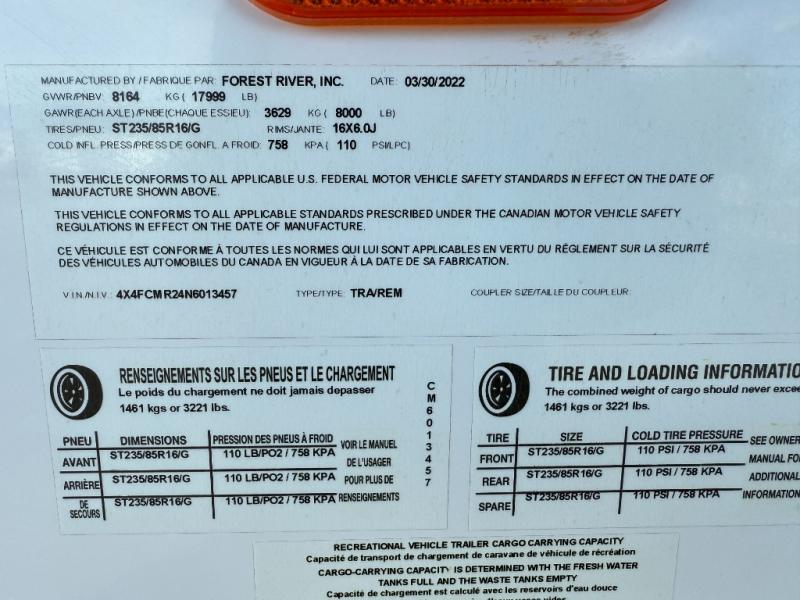 MANUFACTURED BY / FABRIQUE PAR: FOREST RIVER, INC. DATE: 03/30/2022
GVWR/PNBV: 8164 KG ( 17999 LB)
GAWR(EACH AXLE) /PNBE(CHAQUE ESSIEU): 3629 KG ( 8000 LB)
TIRES/PNEU: ST235/85R16/G RIMS/JANTE: 16X6.0J
COLD INFL. PRESS/PRESS DE GONFL. A FROID: 758 KPA ( 110 PSI/LPC)
THIS VEHICLE CONFORMS TO ALL APPLICABLE U.S. FEDERAL MOTOR VEHICLE SAFETY STANDARDS IN EFFECT ON THE DATE OF
MANUFACTURE SHOWN ABOVE.
THIS VEHICLE CONFORMS TO ALL APPLICABLE STANDARDS PRESCRIBED UNDER THE CANADIAN MOTOR VEHICLE SAFETY
REGULATIONS IN EFFECT ON THE DATE OF MANUFACTURE.
CE VÉHICULE EST CONFORME À TOUTES LES NORMES QUI LUI SONT APPLICABLES EN VERTU DU RÉGLEMENT SUR LA SÉCURITÉ
DES VÉHICULES AUTOMOBILES DU CANADA EN VIGUEUR À LA DATE DE SA FABRICATION.
V I N /N.I V.: 4X4FCMR24N6013457 TYPE/TYPE: TRA/REM COUPLER SIZE/TAILLE DU COUPLEUR:
RENSEIGNEMENTS SUR LES PNEUS ET LE CHARGEMENT
Le poids du chargement ne doit jamais depasser
1461 kgs or 3221 lbs.
PNEU DIMENSIONS PRESSION DES PNEUS À FROID VOIR LE MANUEL
AVANT ST235/85R16/G 110 LB/PO2 / 758 KPA DE L'USAGER
ARRIÈRE ST235/85R16/G 110 LB/PO2 / 758 KPA POUR PLUS DE
DE SECOURS ST235/85R16/G 110 LB/PO2 / 758 KPA RENSEIGNEMENTS
CM6013457
TIRE AND LOADING INFORMATIO
The combined weight of cargo should never excee
1461 kgs or 3221 lbs.
TIRE SIZE COLD TIRE PRESSURE SEE OWNER
FRONT ST235/85R16/G 110 PSI / 758 KPA MANUAL FO
REAR ST235/85R16/G 110 PSI / 758 KPA ADDITIONAL
SPARE ST235/85R16/G 110 PSI / 758 KPA INFORMATION
RECREATIONAL VEHICLE TRAILER CARGO CARRYING CAPACITY
Capacité de transport de chargement de caravane de véhicule de récréation
CARGO-CARRYING CAPACITY IS DETERMINED WITH THE FRESH WATER
TANKS FULL AND THE WASTE TANKS EMPTY
Capacité de chargement est calculé avec les reservoirs d'eau douce